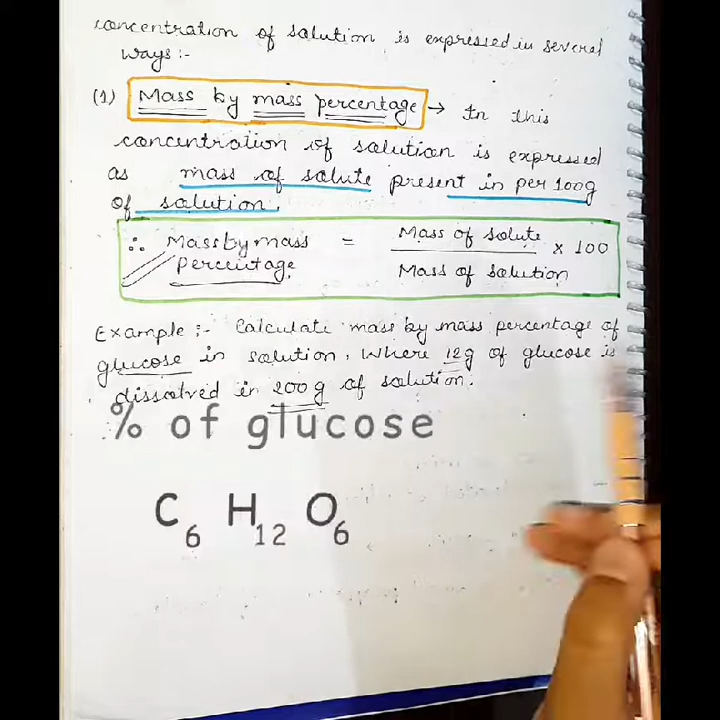 concentration of solution is expressed in several
ways :-
(1) Mass by mass percentage → In this
concentration of solution is expressed
as mass of solute present in per 100g
of solution.
∴ Mass by mass percentage = Mass of solute / Mass of solution x 100
Example :- Calculate mass by mass percentage of
glucose in solution, Where 12g of glucose is
dissolved in 200g of solution.
% of glucose
C6 H12 O6